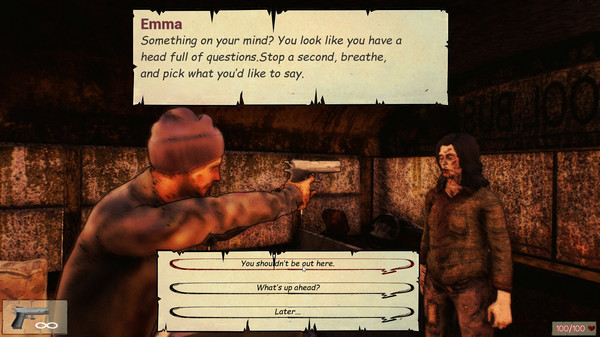 Emma
Something on your mind? You look like you have a
head full of questions.Stop a second, breathe,
and pick what you'd like to say.
You shouldn't be out here.
What's up ahead?
Later...
100/100